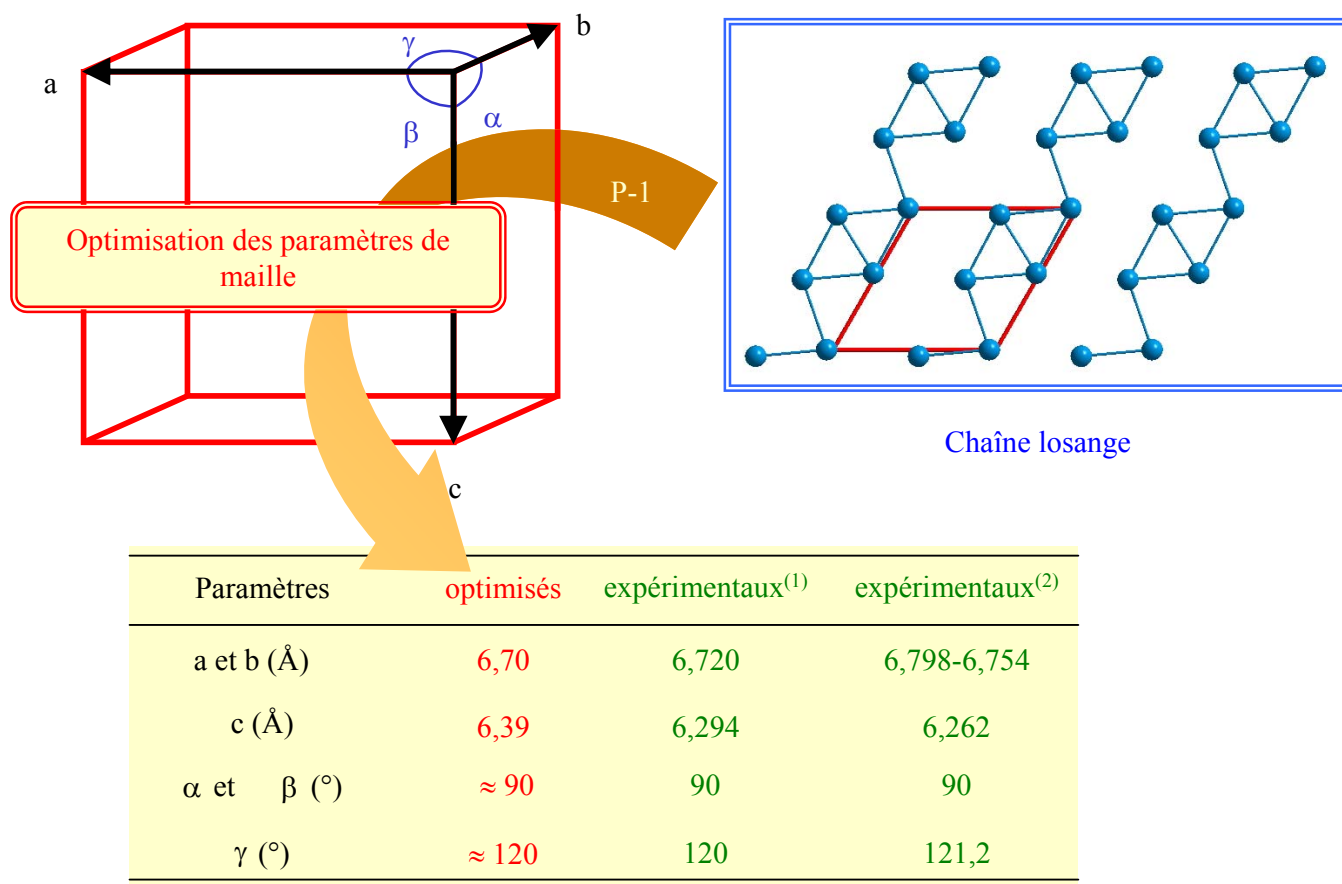 b
γ
a
β α
P-1
Optimisation des paramètres de
maille
Chaîne losange
c
Paramètres optimisés expérimentaux(1) expérimentaux(2)
a et b (Å) 6,70 6,720 6,798-6,754
c (Å) 6,39 6,294 6,262
α et β (°) ≈ 90 90 90
γ (°) ≈ 120 120 121,2